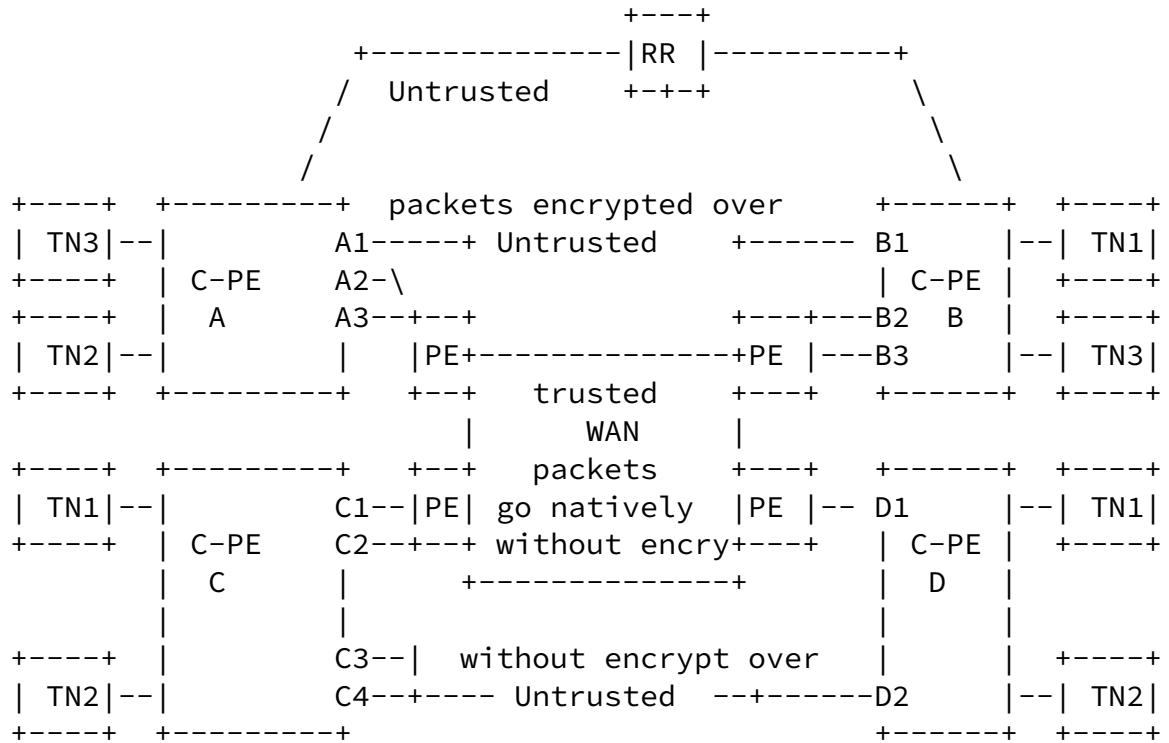 +---+
+--------------|RR |----------+
/ Untrusted +-+-+ \
/ \
/ \
+----+ +---------+ packets encrypted over +------+ +----+
| TN3|--| A1-----+ Untrusted +------ B1 |--| TN1|
+----+ | C-PE A2-\ | C-PE | +----+
+----+ | A A3--+--+ +---+---B2 B | +----+
| TN2|--| | |PE+--------------+PE |---B3 |--| TN3|
+----+ +---------+ +--+ trusted +---+ +------+ +----+
| WAN |
+----+ +---------+ +--+ packets +---+ +------+ +----+
| TN1|--| C1--|PE| go natively |PE |-- D1 |--| TN1|
+----+ | C-PE C2--+--+ without encry+---+ | C-PE | +----+
| C | +--------------+ | D |
| | | |
+----+ | C3--| without encrypt over | | +----+
| TN2|--| C4--+---- Untrusted --+------D2 |--| TN2|
+----+ +---------+ +------+ +----+